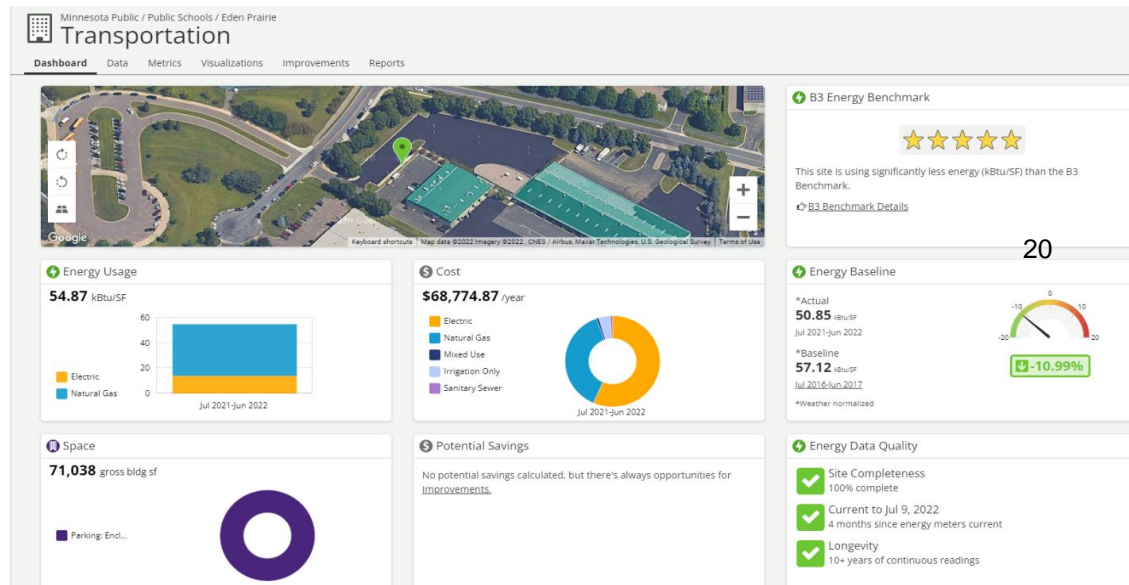 Minnesota Public / Public Schools / Eden Prairie
Transportation
Dashboard Data Metrics Visualizations Improvements Reports
Google
Keyboard shortcuts Map data ©2022 Imagery ©2022 , CNES / Airbus, Maxar Technologies, U.S. Geological Survey Terms of Use
+
−
B3 Energy Benchmark
This site is using significantly less energy (kBtu/SF) than the B3
Benchmark.
B3 Benchmark Details
20
Energy Usage
54.87 kBtu/SF
60
40
20
0
Electric
Natural Gas
Jul 2021-Jun 2022
Cost
$68,774.87 /year
Electric
Natural Gas
Mixed Use
Irrigation Only
Sanitary Sewer
Jul 2021-Jun 2022
Energy Baseline
*Actual
50.85 kBtu/SF
Jul 2021-Jun 2022
*Baseline
57.12 kBtu/SF
Jul 2016-Jun 2017
*Weather normalized
0
-10 10
-20 20
-10.99%
Space
71,038 gross bldg sf
Parking: Encl...
Potential Savings
No potential savings calculated, but there's always opportunities for
Improvements.
Energy Data Quality
Site Completeness
100% complete
Current to Jul 9, 2022
4 months since energy meters current
Longevity
10+ years of continuous readings